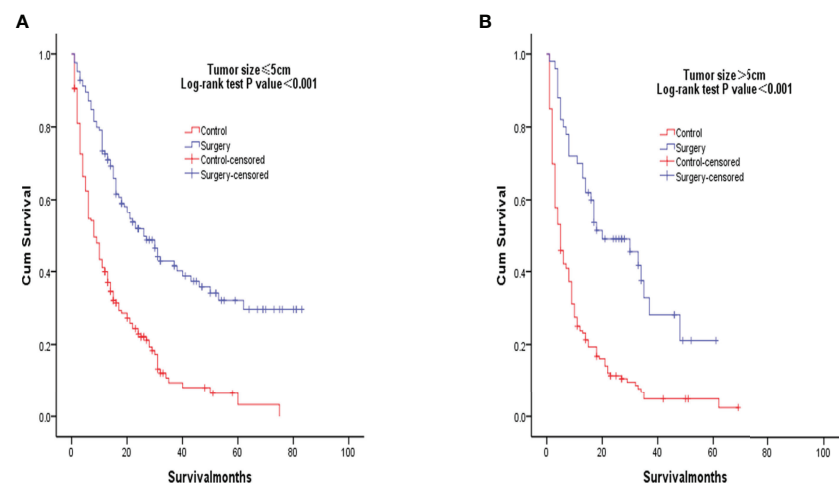 A
Tumor size⩽5cm
Log-rank test P value<0.001
Control
Surgery
Control-censored
Surgery-censored
Cum Survival
1.0
0.8
0.6
0.4
0.2
0.0
0
20
40
60
80
100
Survivalmonths
B
Tumor size>5cm
Log-rank test P value<0.001
Control
Surgery
Control-censored
Surgery-censored
Cum Survival
1.0
0.8
0.6
0.4
0.2
0.0
0
20
40
60
80
100
Survivalmonths